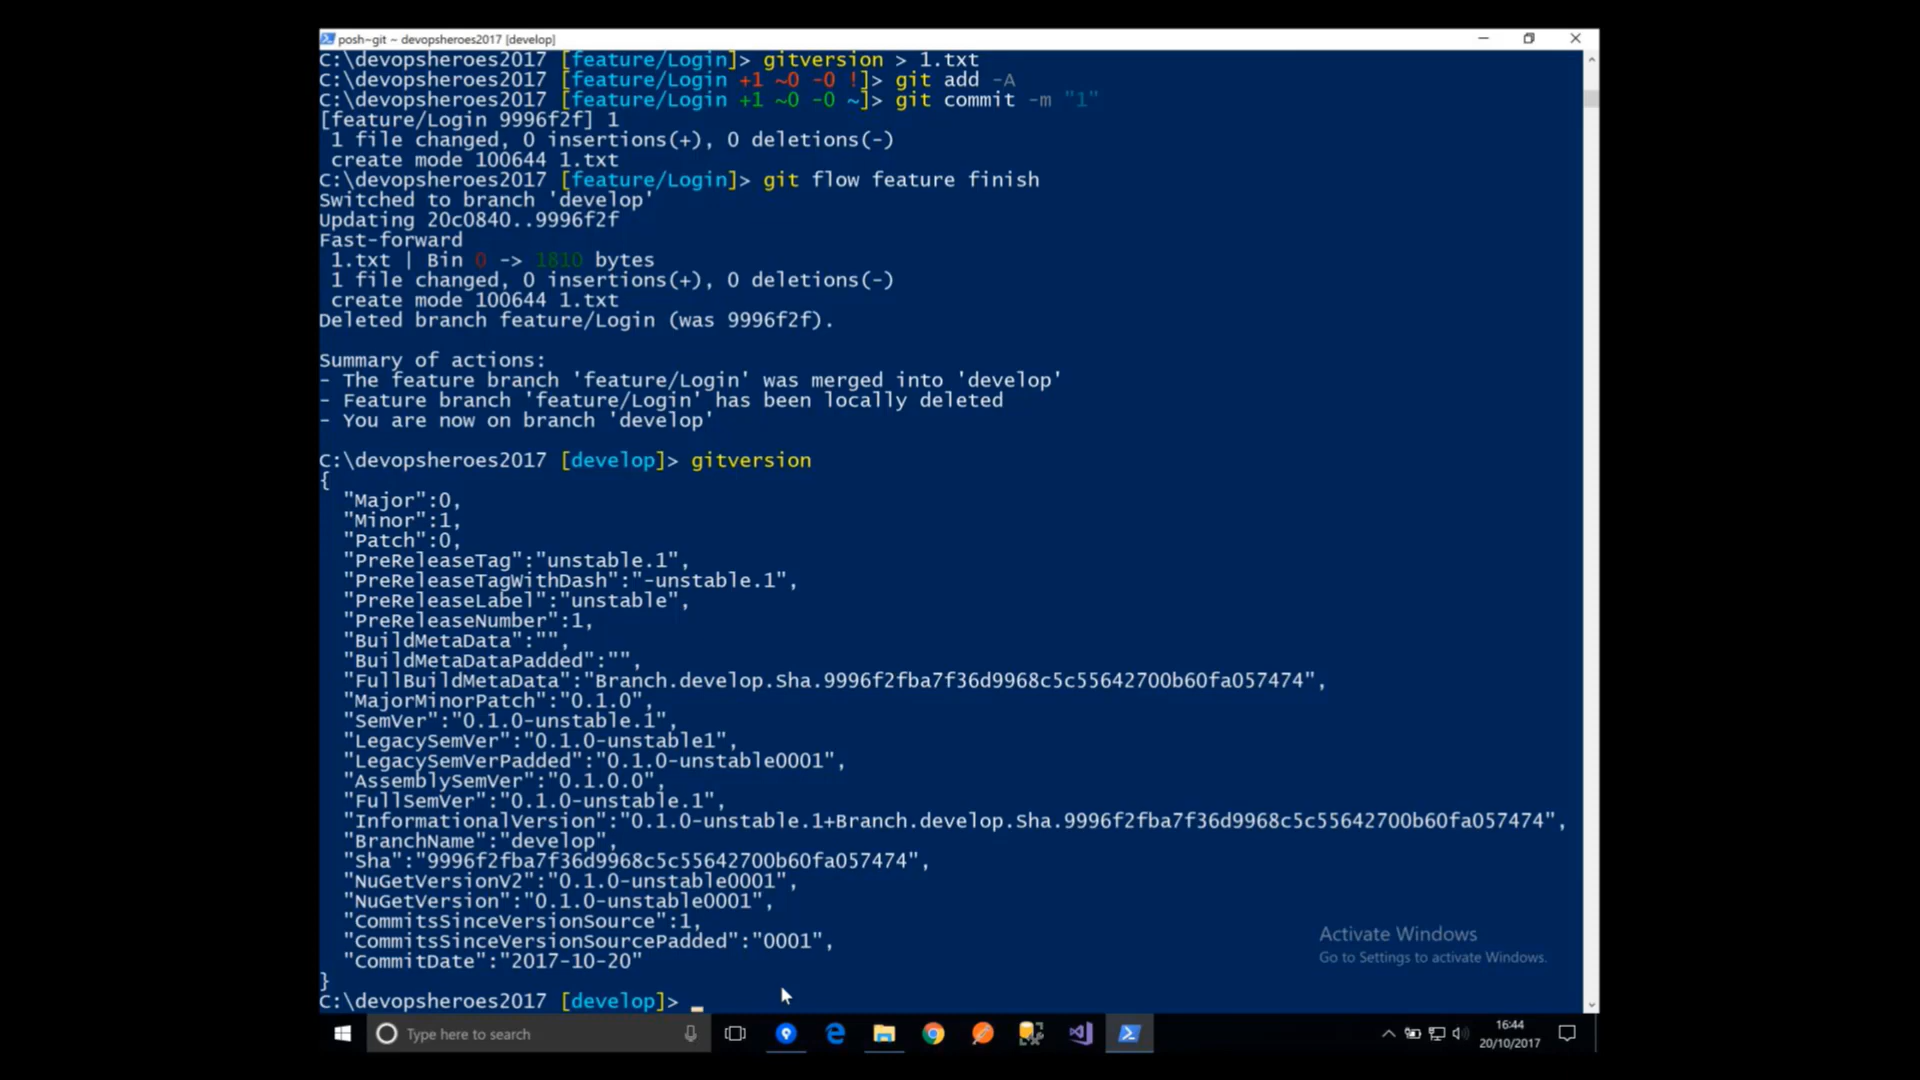 posh~git ~ devopsheroes2017 [develop]
C:\devopsheroes2017 [feature/Login]> gitversion > 1.txt
C:\devopsheroes2017 [feature/Login +1 ~0 -0 !]> git add -A
C:\devopsheroes2017 [feature/Login +1 ~0 -0 ~]> git commit -m "1"
[feature/Login 9996f2f] 1
 1 file changed, 0 insertions(+), 0 deletions(-)
 create mode 100644 1.txt
C:\devopsheroes2017 [feature/Login]> git flow feature finish
Switched to branch 'develop'
Updating 20c0840..9996f2f
Fast-forward
 1.txt | Bin 0 -> 1810 bytes
 1 file changed, 0 insertions(+), 0 deletions(-)
 create mode 100644 1.txt
Deleted branch feature/Login (was 9996f2f).
Summary of actions:
- The feature branch 'feature/Login' was merged into 'develop'
- Feature branch 'feature/Login' has been locally deleted
- You are now on branch 'develop'
C:\devopsheroes2017 [develop]> gitversion
{
  "Major":0,
  "Minor":1,
  "Patch":0,
  "PreReleaseTag":"unstable.1",
  "PreReleaseTagWithDash":"-unstable.1",
  "PreReleaseLabel":"unstable",
  "PreReleaseNumber":1,
  "BuildMetaData":"",
  "BuildMetaDataPadded":"",
  "FullBuildMetaData":"Branch.develop.Sha.9996f2fba7f36d9968c5c55642700b60fa057474",
  "MajorMinorPatch":"0.1.0",
  "SemVer":"0.1.0-unstable.1",
  "LegacySemVer":"0.1.0-unstable1",
  "LegacySemVerPadded":"0.1.0-unstable0001",
  "AssemblySemVer":"0.1.0.0",
  "FullSemVer":"0.1.0-unstable.1",
  "InformationalVersion":"0.1.0-unstable.1+Branch.develop.Sha.9996f2fba7f36d9968c5c55642700b60fa057474",
  "BranchName":"develop",
  "Sha":"9996f2fba7f36d9968c5c55642700b60fa057474",
  "NuGetVersionV2":"0.1.0-unstable0001",
  "NuGetVersion":"0.1.0-unstable0001",
  "CommitsSinceVersionSource":1,
  "CommitsSinceVersionSourcePadded":"0001",
  "CommitDate":"2017-10-20"
}
C:\devopsheroes2017 [develop]> _
Activate Windows
Go to Settings to activate Windows.
Type here to search
16:44
20/10/2017